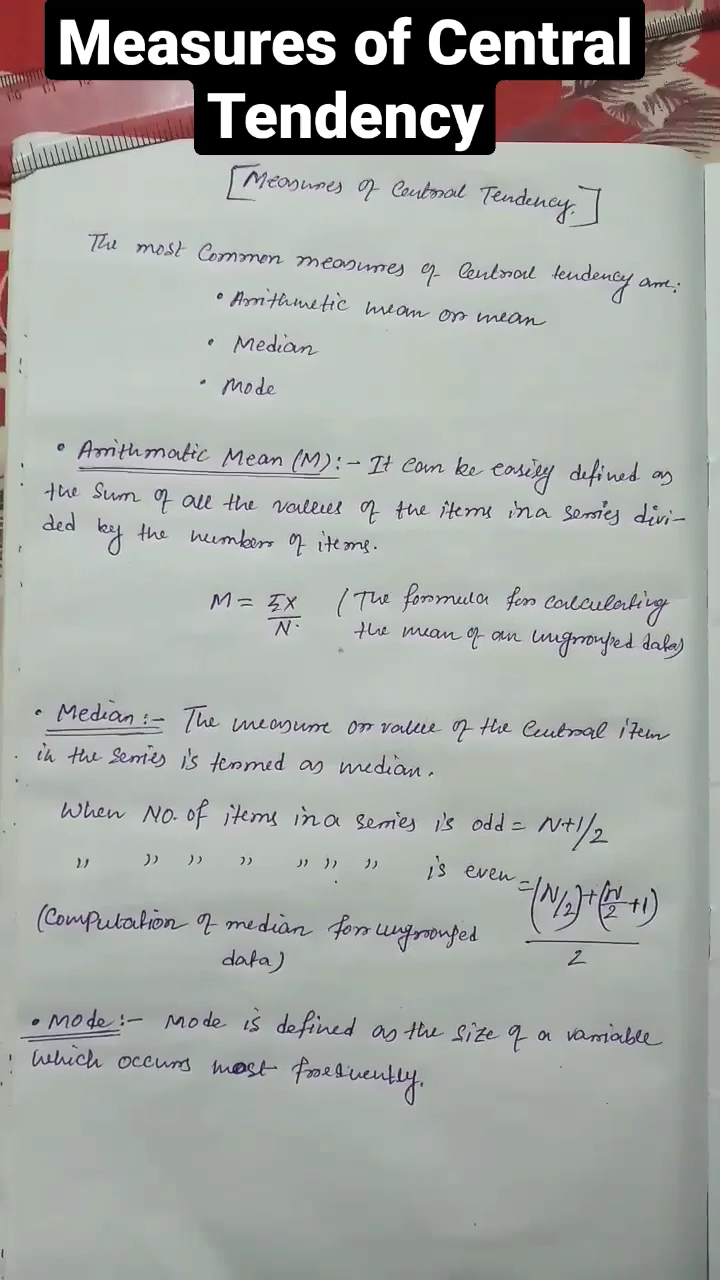 Measures of Central
Tendency
[Measures of Central Tendency.]
The most Common measures of Central tendency are:
• Arrithmetic mean or mean
• Median
• Mode
• Arrithmatic Mean (M):- It can be easily defined as
the Sum of all the values of the items in a series divi-
ded by the number of items.
M = ΣX/N. (The formula for calculating
the mean of an ungrouped data)
• Median:- The measure or value of the Central item
in the series is termed as median.
When NO. of items in a series is odd = N+1/2
,, ,, ,, ,, ,, ,, ,, is even = (N/2)+(N/2+1)/2
(Computation of median for ungrouped
data)
• Mode:- Mode is defined as the size of a variable
which occurs most frequently.